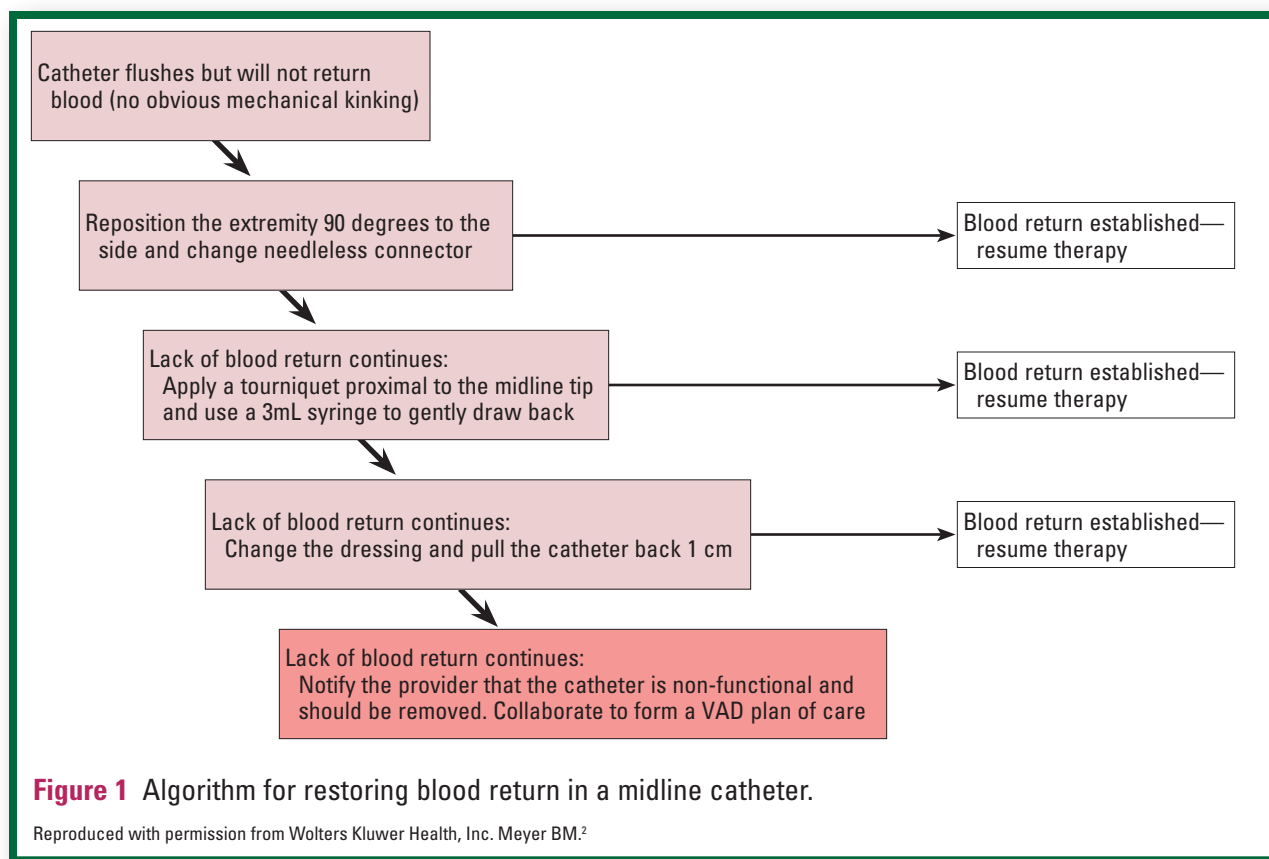 Catheter flushes but will not return
blood (no obvious mechanical kinking)
Reposition the extremity 90 degrees to the
side and change needleless connector
Blood return established—
resume therapy
Lack of blood return continues:
Apply a tourniquet proximal to the midline tip
and use a 3mL syringe to gently draw back
Blood return established—
resume therapy
Lack of blood return continues:
Change the dressing and pull the catheter back 1 cm
Blood return established—
resume therapy
Lack of blood return continues:
Notify the provider that the catheter is non-functional and
should be removed. Collaborate to form a VAD plan of care
Figure 1 Algorithm for restoring blood return in a midline catheter.
Reproduced with permission from Wolters Kluwer Health, Inc. Meyer BM.²